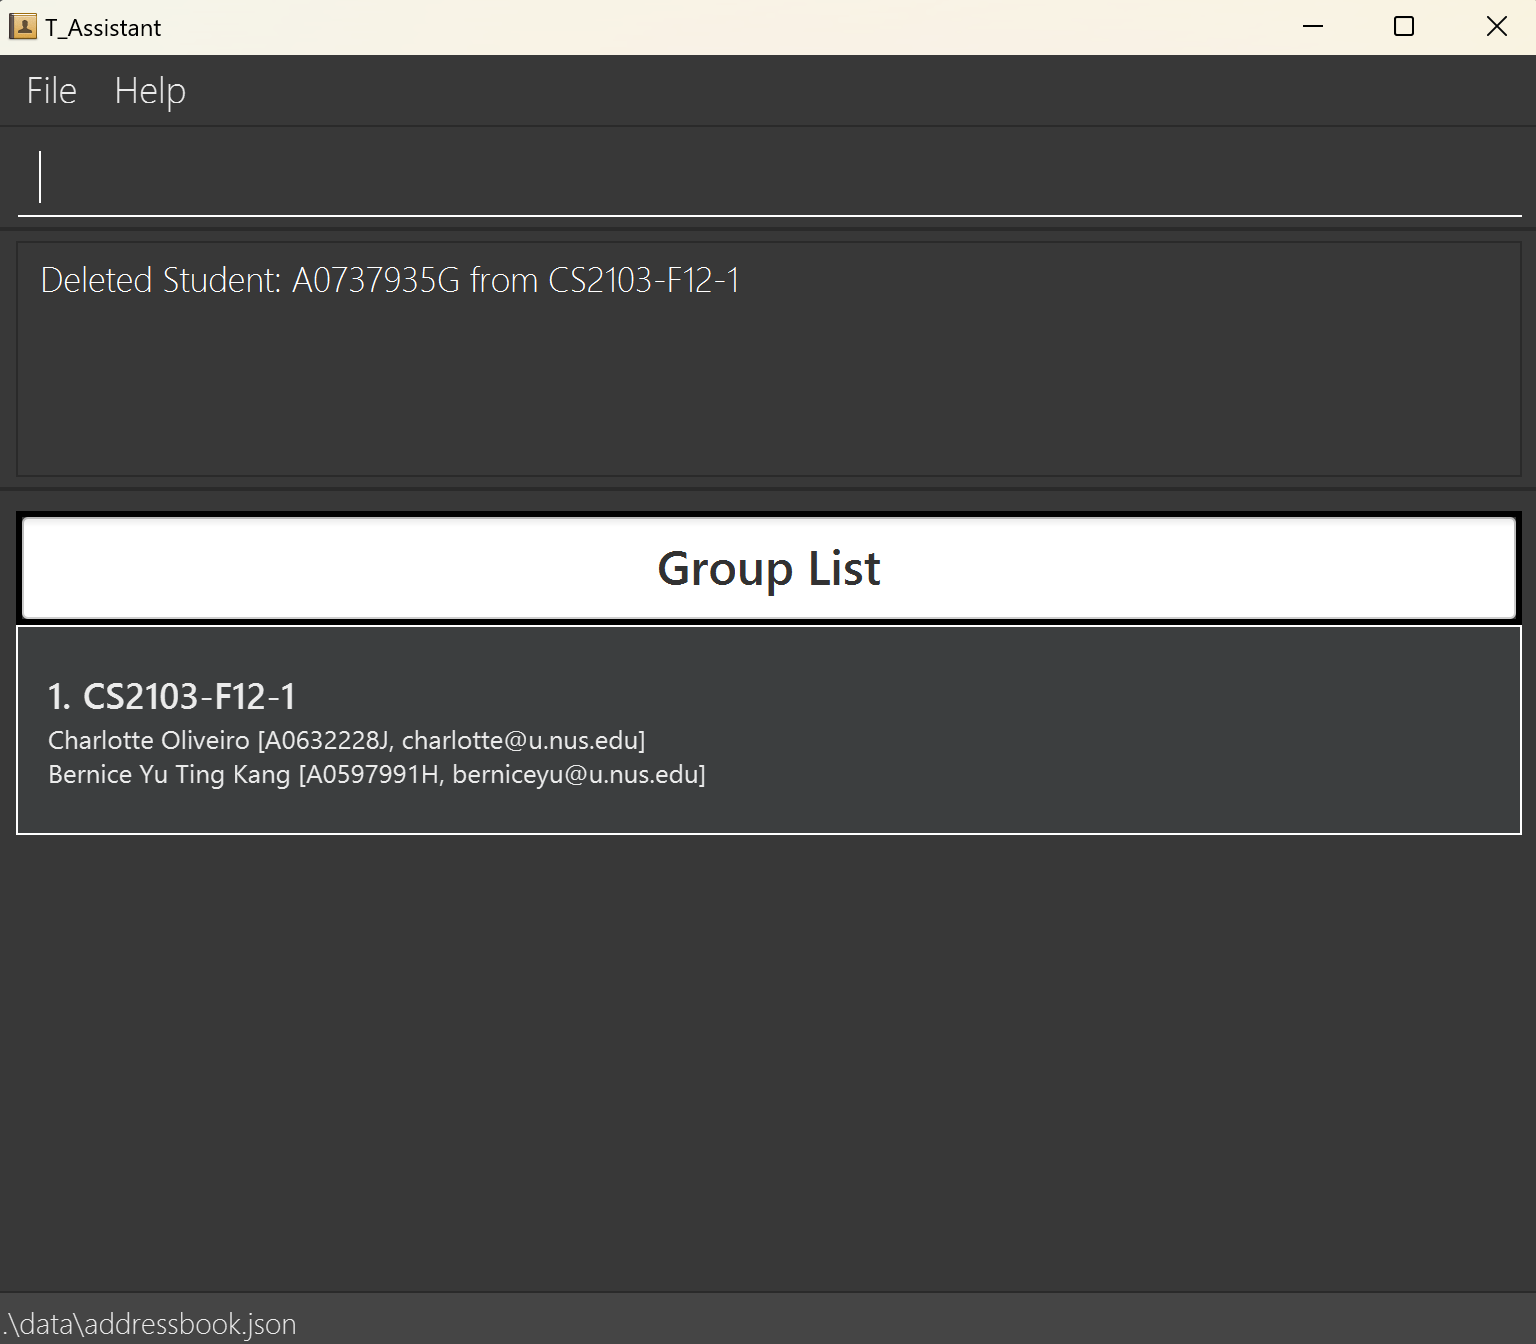 T_Assistant
File Help
Deleted Student: A0737935G from CS2103-F12-1
Group List
1. CS2103-F12-1
Charlotte Oliveiro [A0632228J, charlotte@u.nus.edu]
Bernice Yu Ting Kang [A0597991H, berniceyu@u.nus.edu]
.\data\addressbook.json